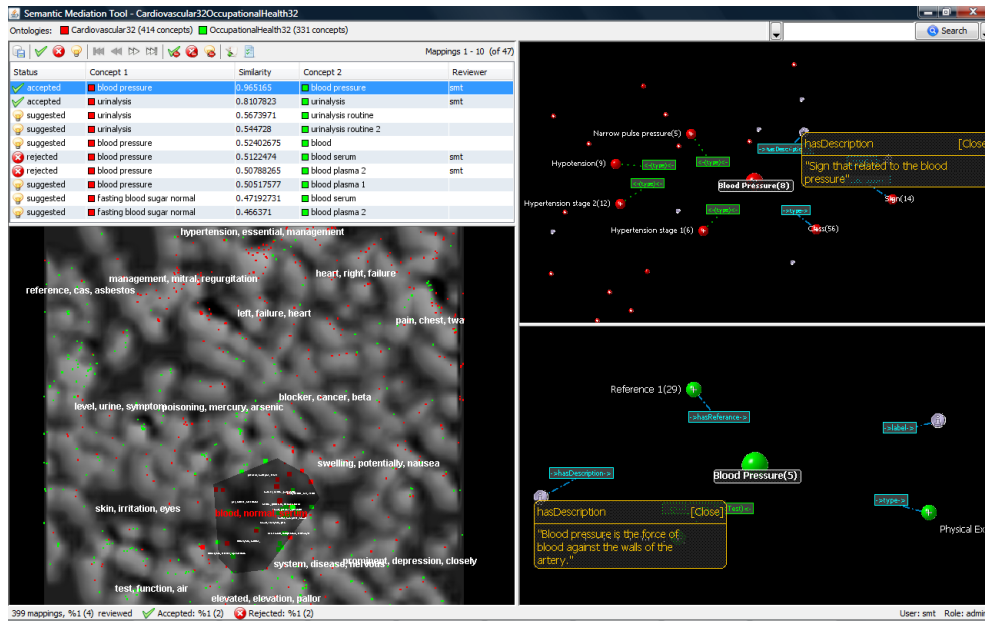 Semantic Mediation Tool - Cardiovascular32OccupationalHealth32
Ontologies: Cardiovascular32 (414 concepts) OccupationalHealth32 (331 concepts)
Search
Mappings 1 - 10 (of 47)
Status Concept 1 Similarity Concept 2 Reviewer
accepted blood pressure 0.965165 blood pressure smt
accepted urinalysis 0.8107823 urinalysis smt
suggested urinalysis 0.5673971 urinalysis routine
suggested urinalysis 0.544728 urinalysis routine 2
suggested blood pressure 0.52402675 blood
rejected blood pressure 0.5122474 blood serum smt
rejected blood pressure 0.50788265 blood plasma 2 smt
suggested blood pressure 0.50517577 blood plasma 1
suggested fasting blood sugar normal 0.47192731 blood serum
suggested fasting blood sugar normal 0.466371 blood plasma 2
hypertension, essential, management
management, mitral, regurgitation
heart, right, failure
reference, cas, asbestos
left, failure, heart
pain, chest, twa
blocker, cancer, beta
level, urine, symptom
poisoning, mercury, arsenic
swelling, potentially, nausea
skin, irritation, eyes
blood, normal,
system, disease, nervous
prominent, depression, closely
test, function, air
elevated, elevation, pallor
Narrow pulse pressure(5)
Hypotension(9)
<-(type)<-
<-(type)<-
<-(type)<-
<-(type)<-
Blood Pressure(8)
Hypertension stage 2(12)
Hypertension stage 1(6)
->type->
Sign(14)
Class(56)
hasDescription [Close
"Sign that related to the blood
pressure"
Reference 1(29)
->hasReferance->
->label->
Blood Pressure(5)
->hasDescription->
->type->
Test)<-
Physical Ex
hasDescription [Close]
"Blood pressure is the force of
blood against the walls of the
artery."
399 mappings, %1 (4) reviewed Accepted: %1 (2) Rejected: %1 (2)
User: smt Role: admi